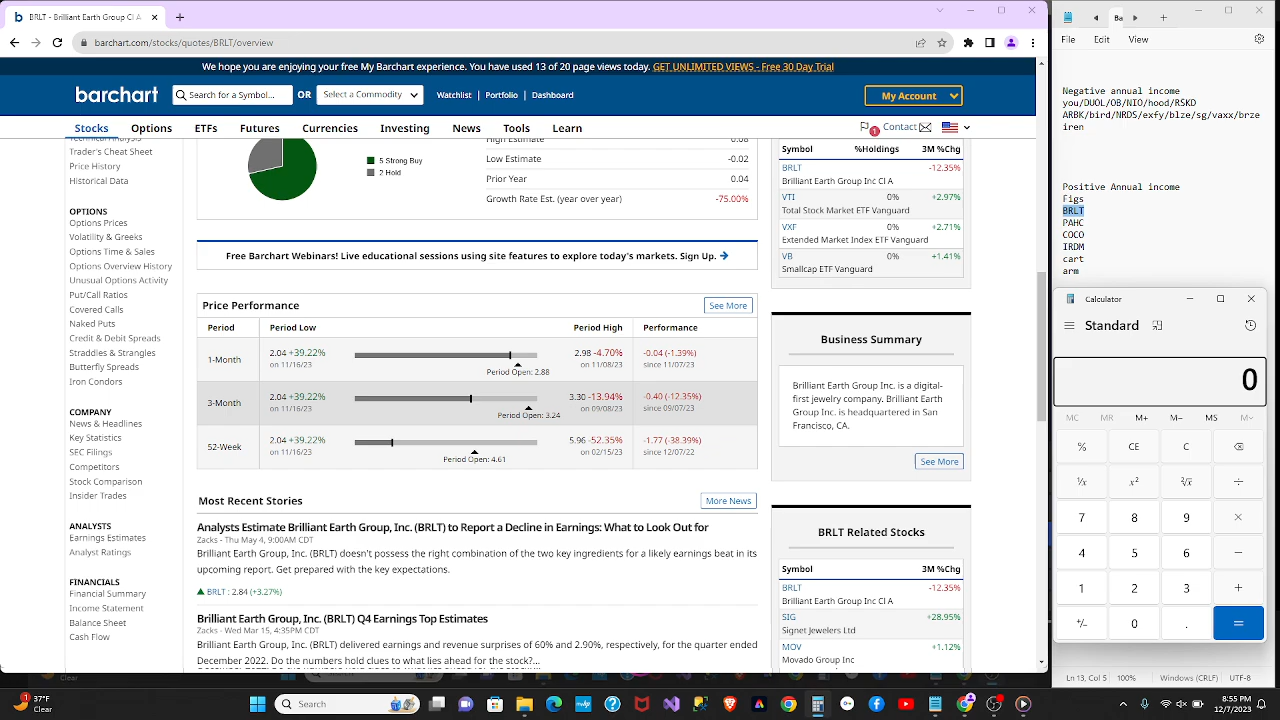 BRLT - Brilliant Earth Group Cl A
barchart.com/stocks/quotes/BRLT/overview
We hope you are enjoying your free My Barchart experience. You have used 13 of 20 page views today. GET UNLIMITED VIEWS - Free 30 Day Trial
barchart
Search for a Symbol...
OR
Select a Commodity
Watchlist | Portfolio | Dashboard
My Account
Stocks Options ETFs Futures Currencies Investing News Tools Learn
1 Contact
Technical Analysis
Trader's Cheat Sheet
Price History
Historical Data
OPTIONS
Options Prices
Volatility & Greeks
Options Time & Sales
Options Overview History
Unusual Options Activity
Put/Call Ratios
Covered Calls
Naked Puts
Credit & Debit Spreads
Straddles & Strangles
Butterfly Spreads
Iron Condors
COMPANY
News & Headlines
Key Statistics
SEC Filings
Competitors
Stock Comparison
Insider Trades
ANALYSTS
Earnings Estimates
Analyst Ratings
FINANCIALS
Financial Summary
Income Statement
Balance Sheet
Cash Flow
5 Strong Buy
2 Hold
High Estimate 0.08
Low Estimate -0.02
Prior Year 0.04
Growth Rate Est. (year over year) -75.00%
Free Barchart Webinars! Live educational sessions using site features to explore today's markets. Sign Up. →
Price Performance
See More
Period Period Low Period High Performance
1-Month 2.04 +39.22% on 11/16/23 Period Open: 2.88 2.98 -4.70% on 11/08/23 -0.04 (-1.39%) since 11/07/23
3-Month 2.04 +39.22% on 11/16/23 Period Open: 3.24 3.30 -13.94% on 09/08/23 -0.40 (-12.35%) since 09/07/23
52-Week 2.04 +39.22% on 11/16/23 Period Open: 4.61 5.96 -52.35% on 02/15/23 -1.77 (-38.39%) since 12/07/22
Most Recent Stories
More News
Analysts Estimate Brilliant Earth Group, Inc. (BRLT) to Report a Decline in Earnings: What to Look Out for
Zacks - Thu May 4, 9:00AM CDT
Brilliant Earth Group, Inc. (BRLT) doesn't possess the right combination of the two key ingredients for a likely earnings beat in its
upcoming report. Get prepared with the key expectations.
BRLT : 2.84 (+3.27%)
Brilliant Earth Group, Inc. (BRLT) Q4 Earnings Top Estimates
Zacks - Wed Mar 15, 4:35PM CDT
Brilliant Earth Group, Inc. (BRLT) delivered earnings and revenue surprises of 60% and 2.90%, respectively, for the quarter ended
December 2022. Do the numbers hold clues to what lies ahead for the stock?...
Symbol %Holdings 3M %Chg
BRLT -12.35%
Brilliant Earth Group Inc Cl A
VTI 0% +2.97%
Total Stock Market ETF Vanguard
VXF 0% +2.71%
Extended Market Index ETF Vanguard
VB 0% +1.41%
Smallcap ETF Vanguard
Business Summary
Brilliant Earth Group Inc. is a digital-
first jewelry company. Brilliant
Earth Group Inc. is headquartered in San
Francisco, CA.
See More
BRLT Related Stocks
Symbol 3M %Chg
BRLT -12.35%
Brilliant Earth Group Inc Cl A
SIG +28.95%
Signet Jewelers Ltd
MOV +1.12%
Movado Group Inc
Ba
File Edit View
Negative annual income
you/DUOL/OB/NIO/hood/RSKD
ARBK/bird/NRDS/exfy/blze/sg/vaxx/brze
iren
Positive Annual income
Figs
BRLT
PAHC
COCO
IRDM
cart
arm
Calculator
Standard
0
MC MR M+ M− MS M
% CE C
¹/x x² ²√x ÷
7 8 9 ×
4 5 6 −
1 2 3 +
+/− 0 . =
Ln 13, Col 5 100% Windows (CRLF) UTF-8
37°F
Clear
Search
8:55 PM
12/7/2023